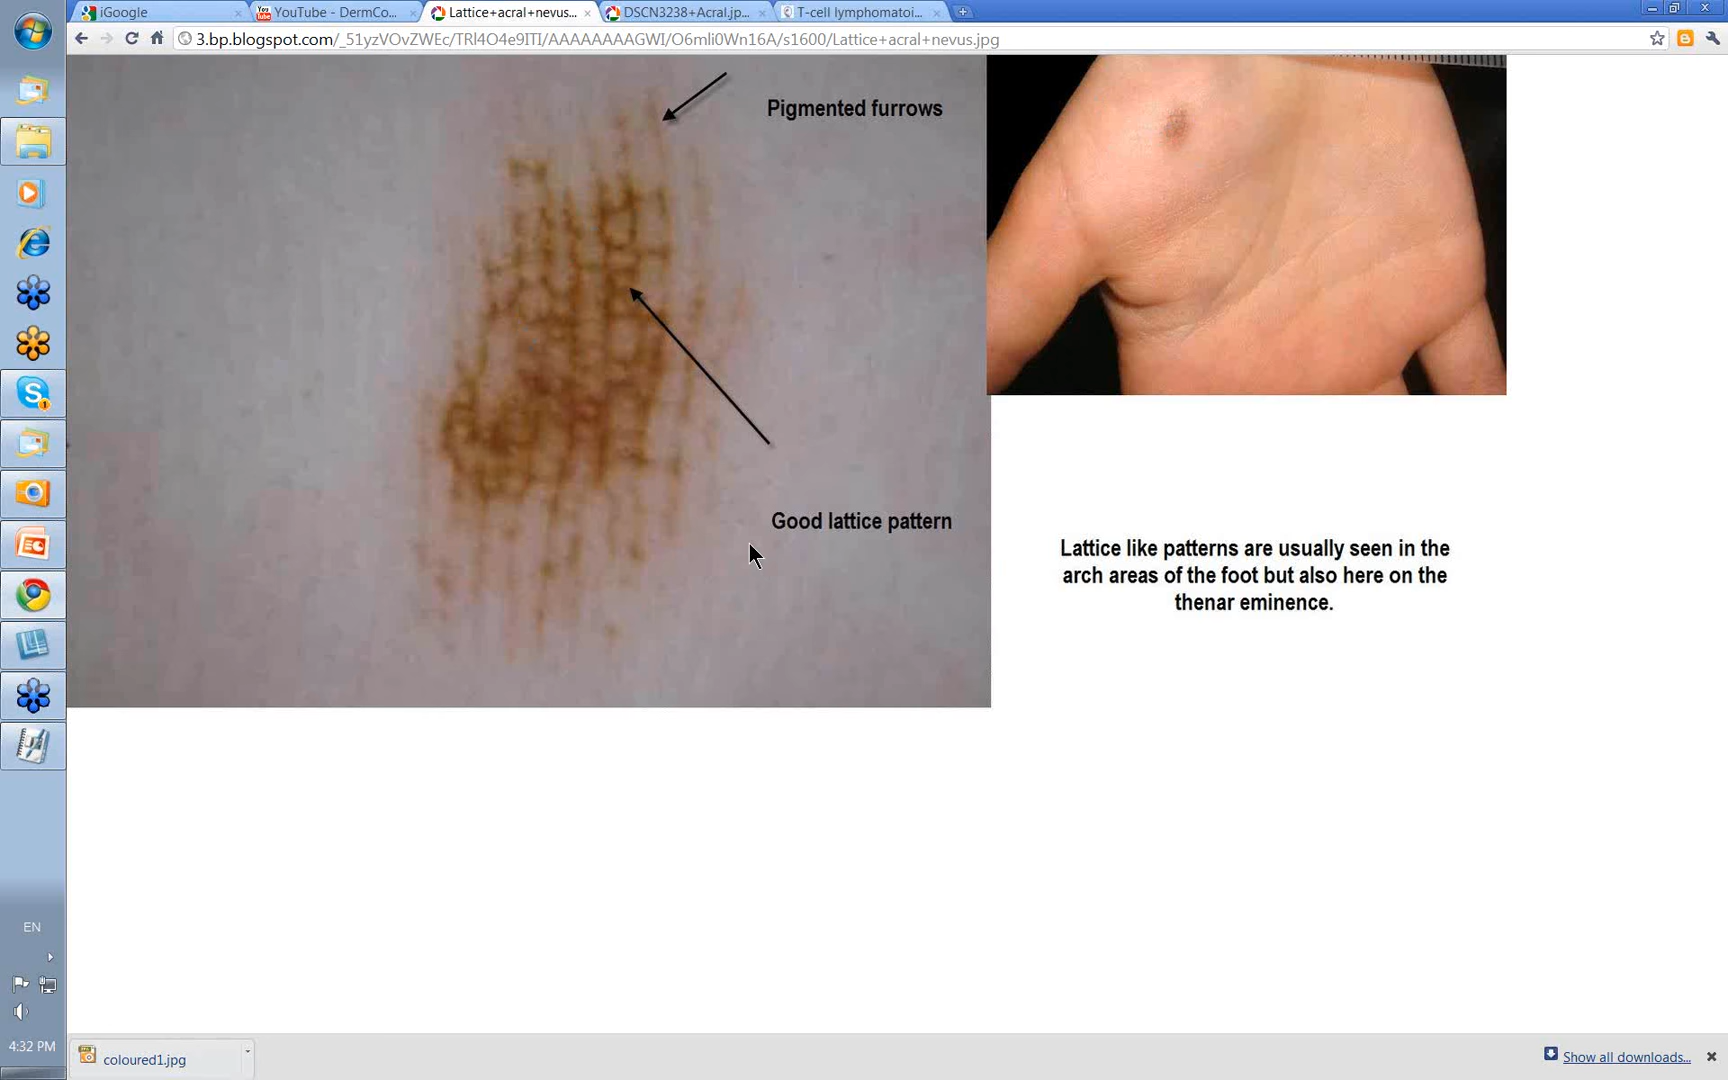 iGoogle
YouTube - DermCo...
Lattice+acral+nevus...
DSCN3238+Acral.jp...
T-cell lymphomatoi...
3.bp.blogspot.com/_51yzVOvZWEc/TRl4O4e9ITI/AAAAAAAAGWI/O6mli0Wn16A/s1600/Lattice+acral+nevus.jpg
Pigmented furrows
Good lattice pattern
Lattice like patterns are usually seen in the
arch areas of the foot but also here on the
thenar eminence.
EN
4:32 PM
coloured1.jpg
Show all downloads...